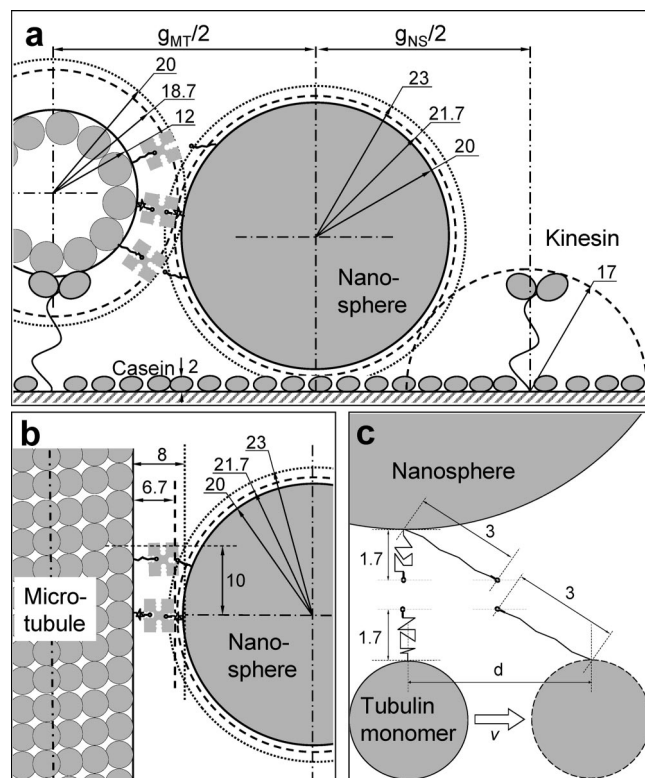 a
g_MT/2
g_NS/2
20
18.7
12
23
21.7
20
Kinesin
Nano-
sphere
17
Casein
2
b
8
6.7
23
21.7
20
10
Micro-
tubule
Nano-
sphere
c
Nanosphere
3
1.7
3
1.7
d
Tubulin
monomer
v